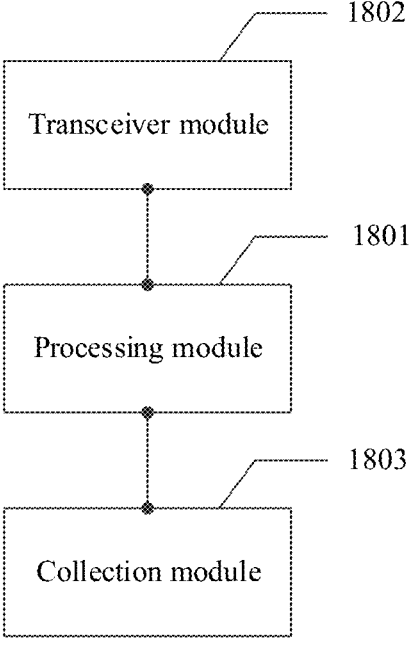 1802
Transceiver module
1801
Processing module
1803
Collection module